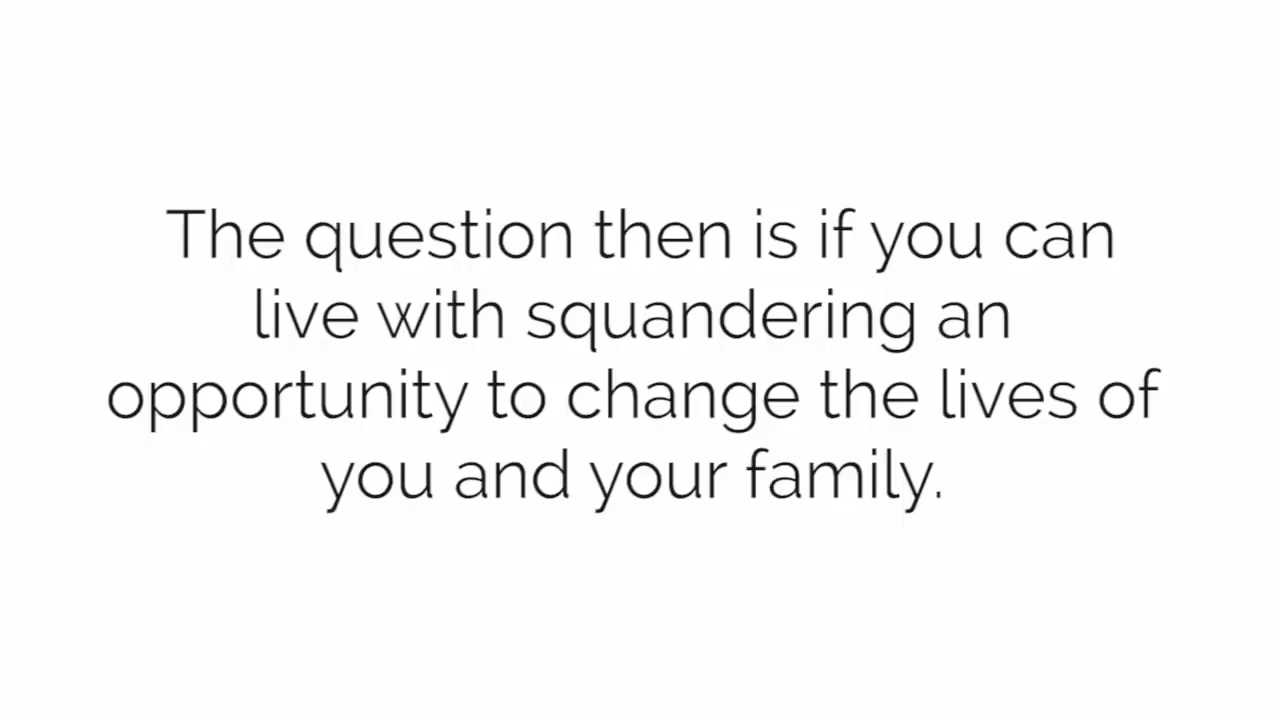 The question then is if you can
live with squandering an
opportunity to change the lives of
you and your family.